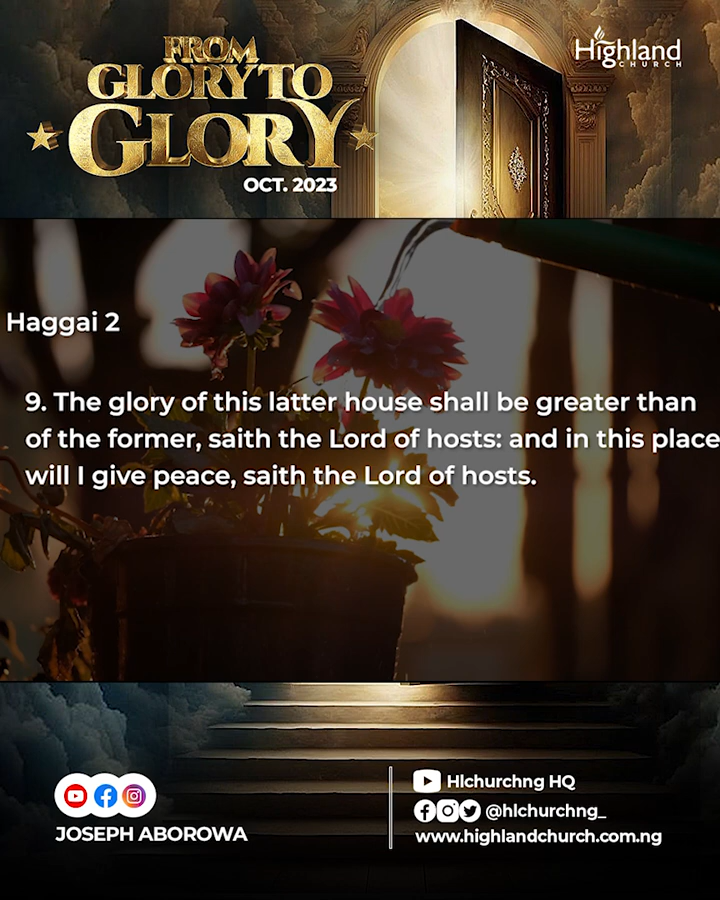 FROM
GLORY TO
GLORY
OCT. 2023
Highland
CHURCH
Haggai 2
9. The glory of this latter house shall be greater than
of the former, saith the Lord of hosts: and in this place
will I give peace, saith the Lord of hosts.
JOSEPH ABOROWA
Hlchurchng HQ
@hlchurchng_
www.highlandchurch.com.ng